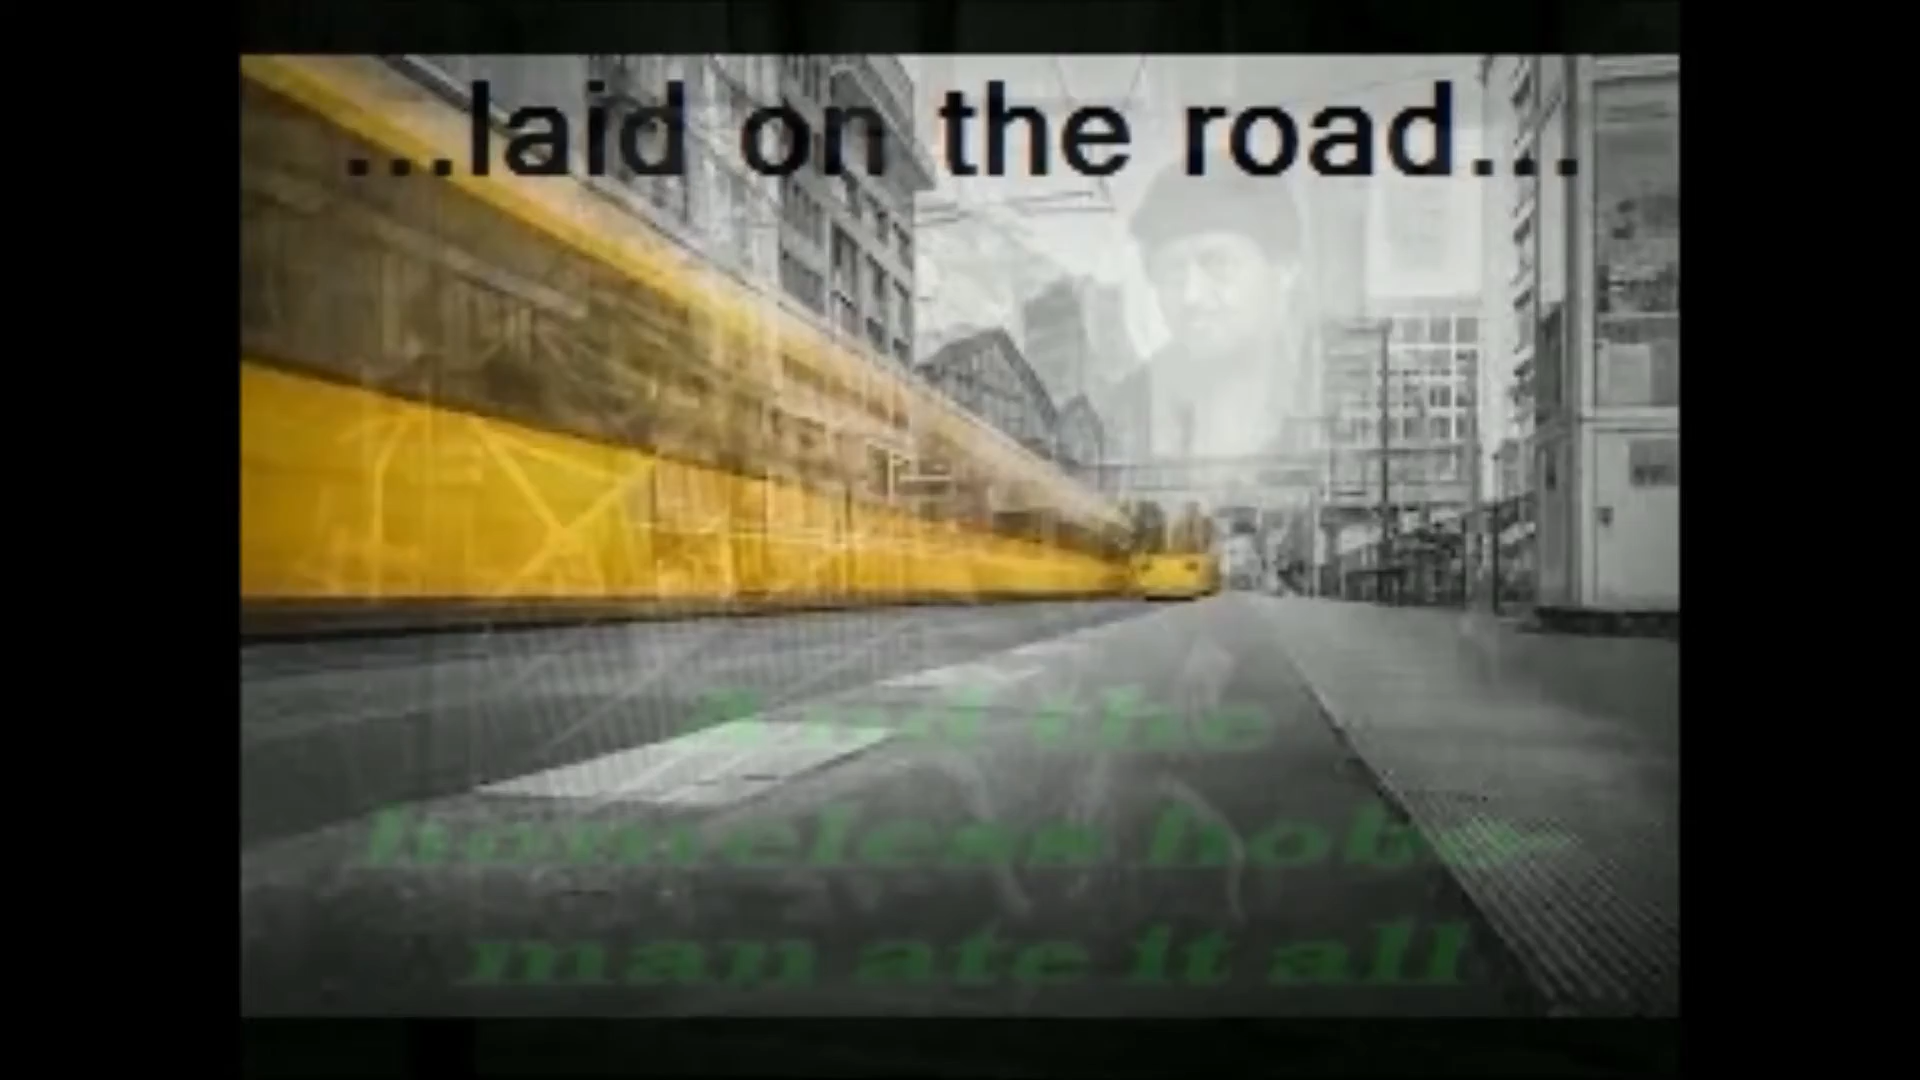 ...laid on the road...
And the
homeless hobo
man ate it all